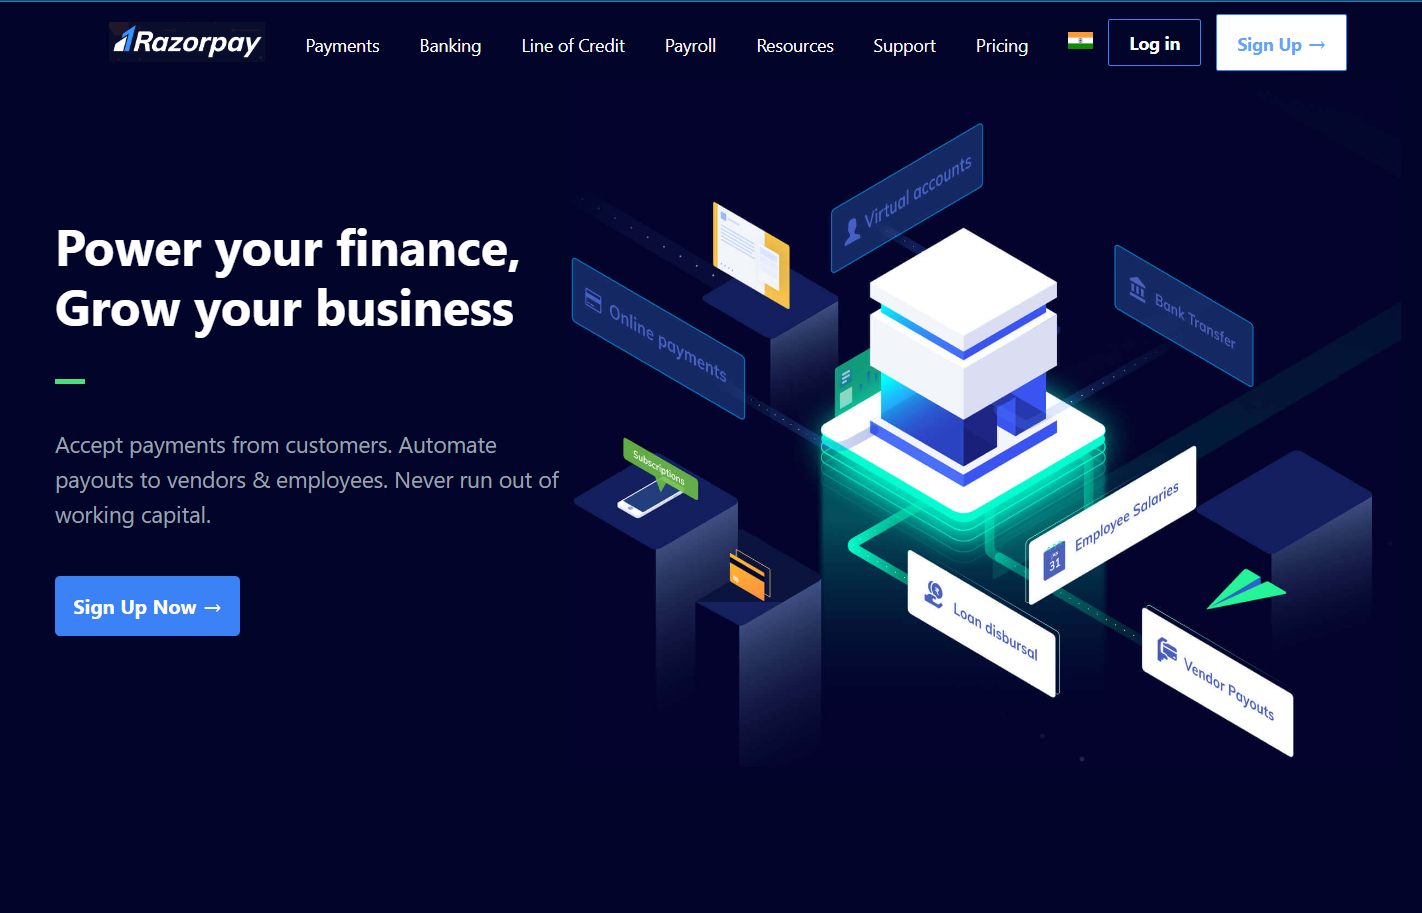 Razorpay
Payments
Banking
Line of Credit
Payroll
Resources
Support
Pricing
Log in
Sign Up →
Power your finance,
Grow your business
Accept payments from customers. Automate
payouts to vendors & employees. Never run out of
working capital.
Sign Up Now →
Virtual accounts
Online payments
Bank Transfer
Subscriptions
Employee Salaries
31
Loan disbursal
Vendor Payouts